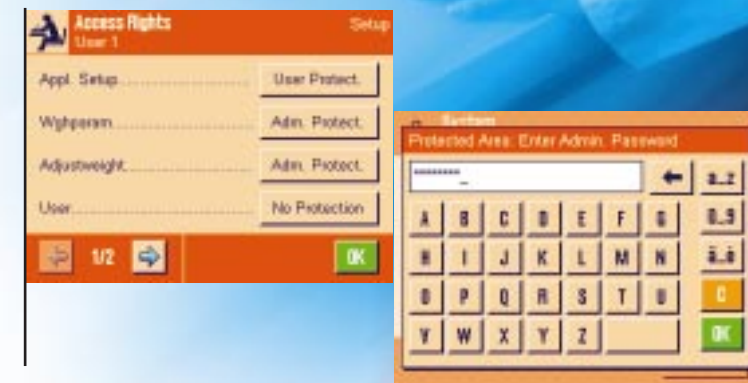 Access Rights Setup
User 1
Appl. Setup User Protect.
Wghparam. Adm. Protect.
Adjustweight. Adm. Protect.
User No Protection
1/2 OK
System
Protected Area: Enter Admin. Password
********_
a..z
A B C D E F G 0..9
H I J K L M N
O P Q R S T U C
V W X Y Z OK